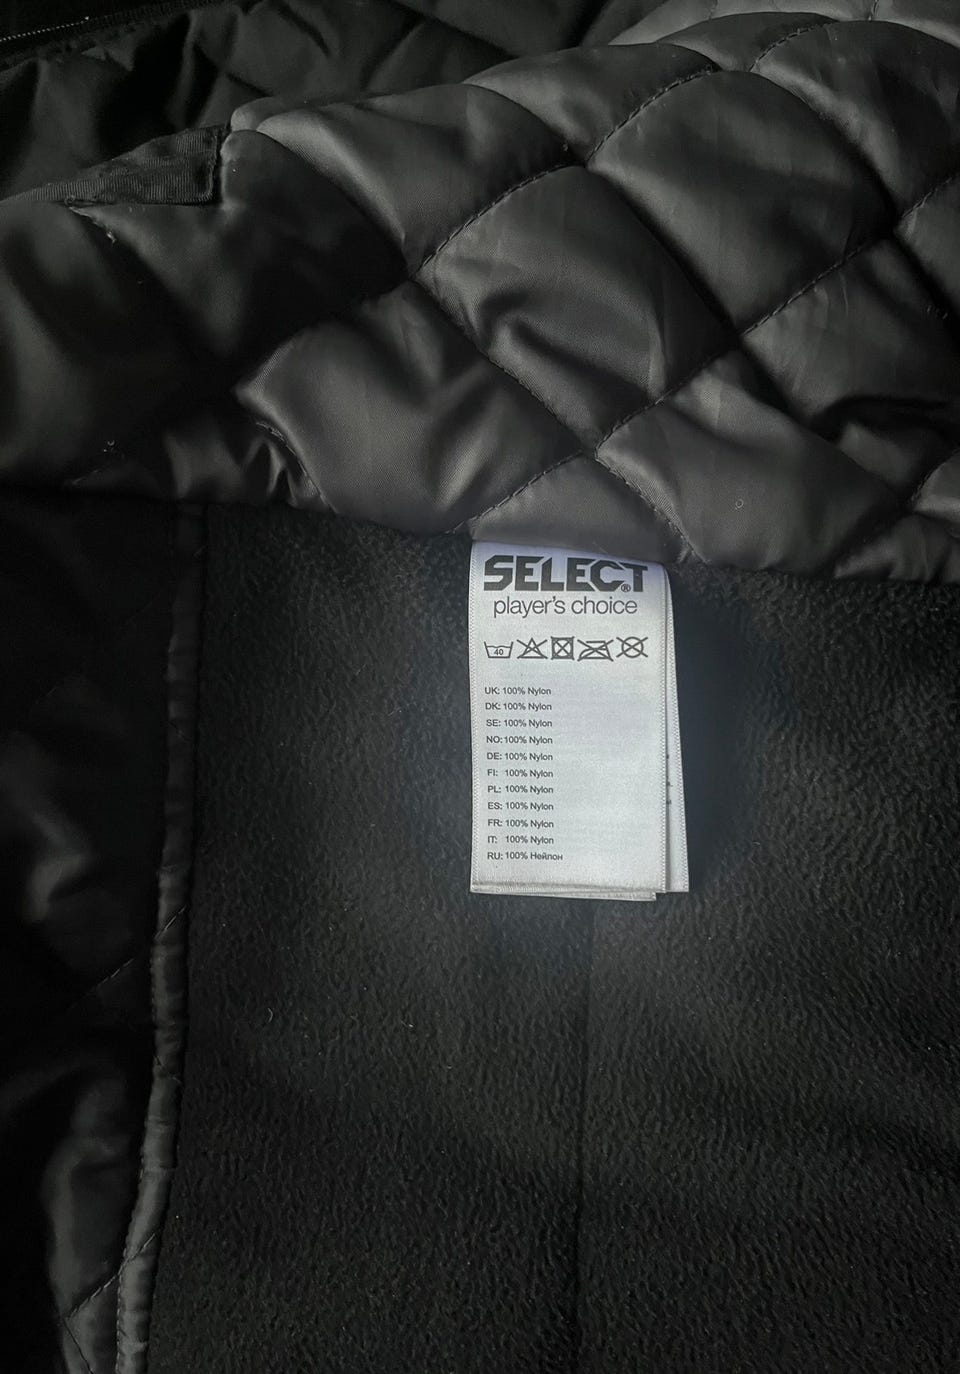 SELECT®
player's choice
40
UK: 100% Nylon
DK: 100% Nylon
SE: 100% Nylon
NO: 100% Nylon
DE: 100% Nylon
FI: 100% Nylon
PL: 100% Nylon
ES: 100% Nylon
FR: 100% Nylon
IT: 100% Nylon
RU: 100% Нейлон